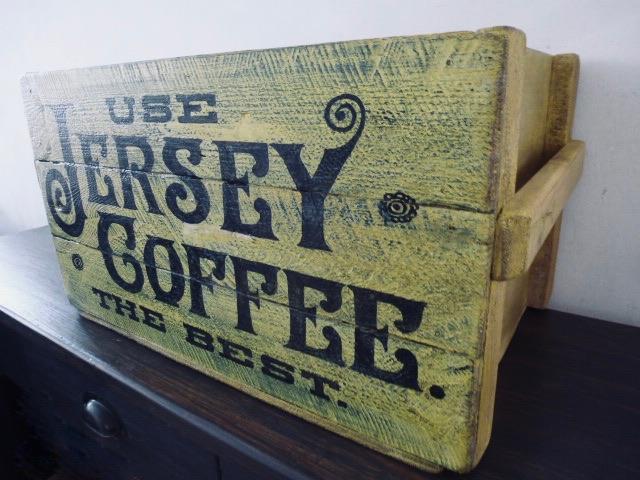 USE
JERSEY
COFFEE.
THE BEST.